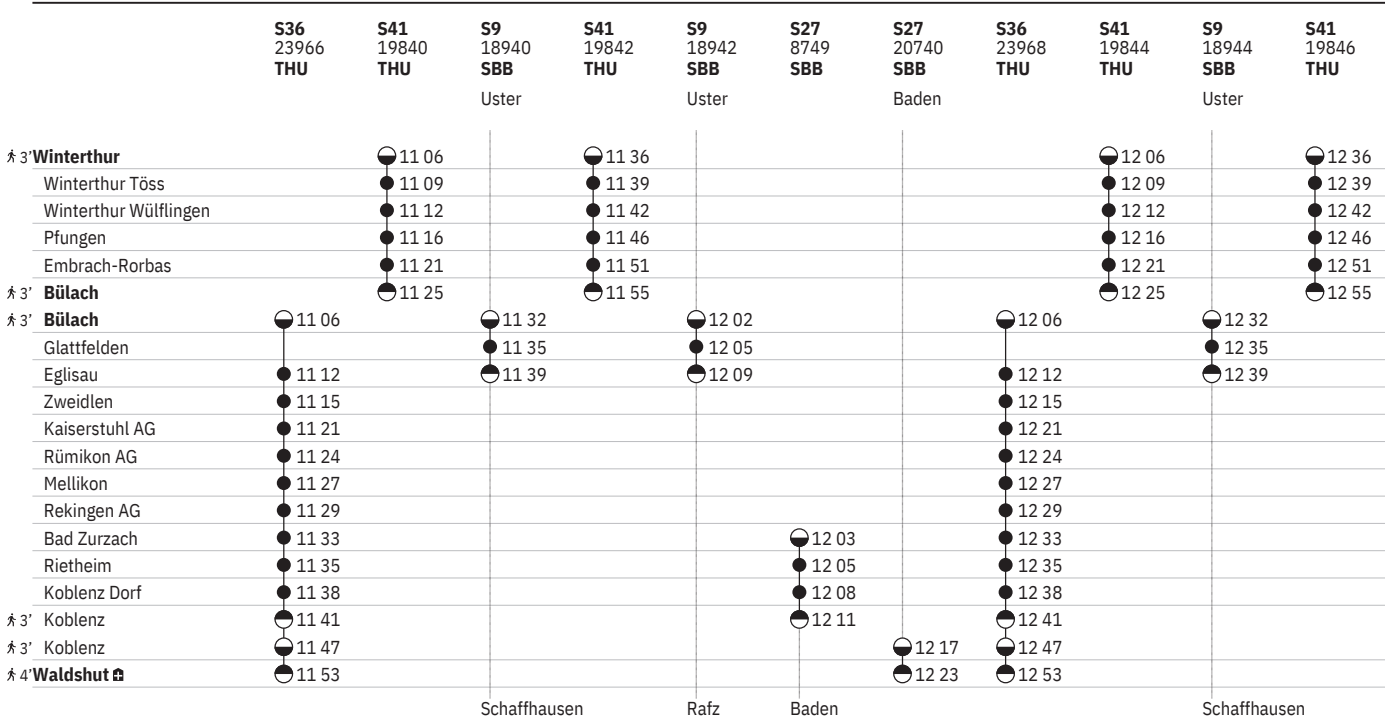 S36 S41 S9 S41 S9 S27 S27 S36 S41 S9 S41
23966 19840 18940 19842 18942 8749 20740 23968 19844 18944 19846
THU THU SBB THU SBB SBB SBB THU THU SBB THU
Uster Uster Baden Uster
3' Winterthur 11 06 11 36 12 06 12 36
Winterthur Töss 11 09 11 39 12 09 12 39
Winterthur Wülflingen 11 12 11 42 12 12 12 42
Pfungen 11 16 11 46 12 16 12 46
Embrach-Rorbas 11 21 11 51 12 21 12 51
3' Bülach 11 25 11 55 12 25 12 55
3' Bülach 11 06 11 32 12 02 12 06 12 32
Glattfelden 11 35 12 05 12 35
Eglisau 11 12 11 39 12 09 12 12 12 39
Zweidlen 11 15 12 15
Kaiserstuhl AG 11 21 12 21
Rümikon AG 11 24 12 24
Mellikon 11 27 12 27
Rekingen AG 11 29 12 29
Bad Zurzach 11 33 12 03 12 33
Rietheim 11 35 12 05 12 35
Koblenz Dorf 11 38 12 08 12 38
3' Koblenz 11 41 12 11 12 41
3' Koblenz 11 47 12 17 12 47
4' Waldshut 11 53 12 23 12 53
Schaffhausen Rafz Baden Schaffhausen